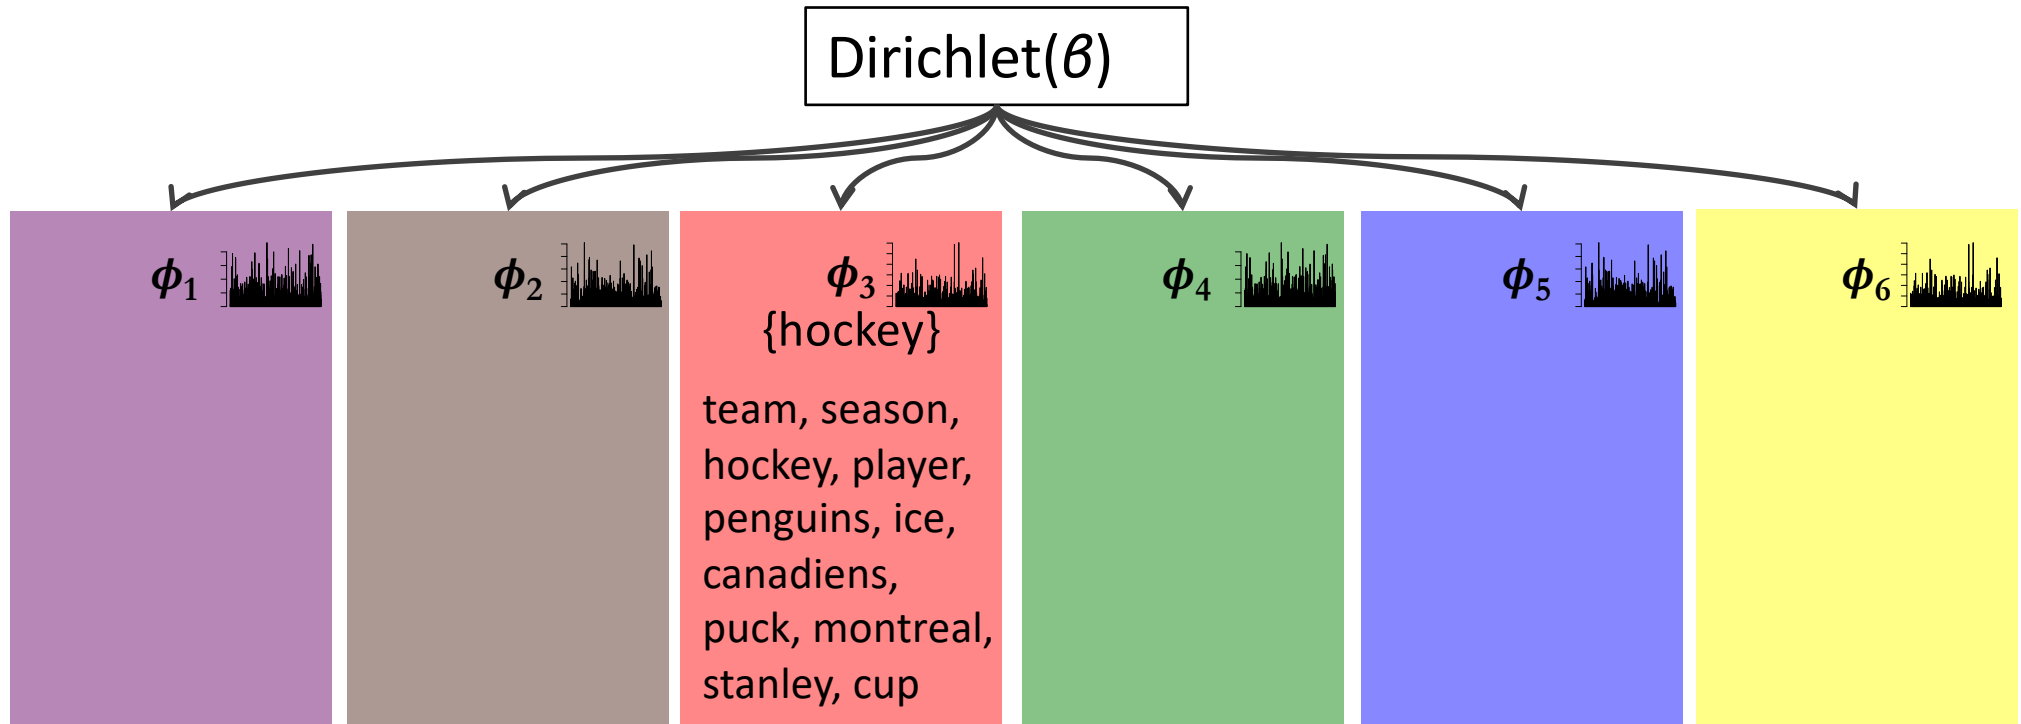 Dirichlet(β)
ϕ1
ϕ2
ϕ3
ϕ4
ϕ5
ϕ6
{hockey}
team, season,
hockey, player,
penguins, ice,
canadiens,
puck, montreal,
stanley, cup